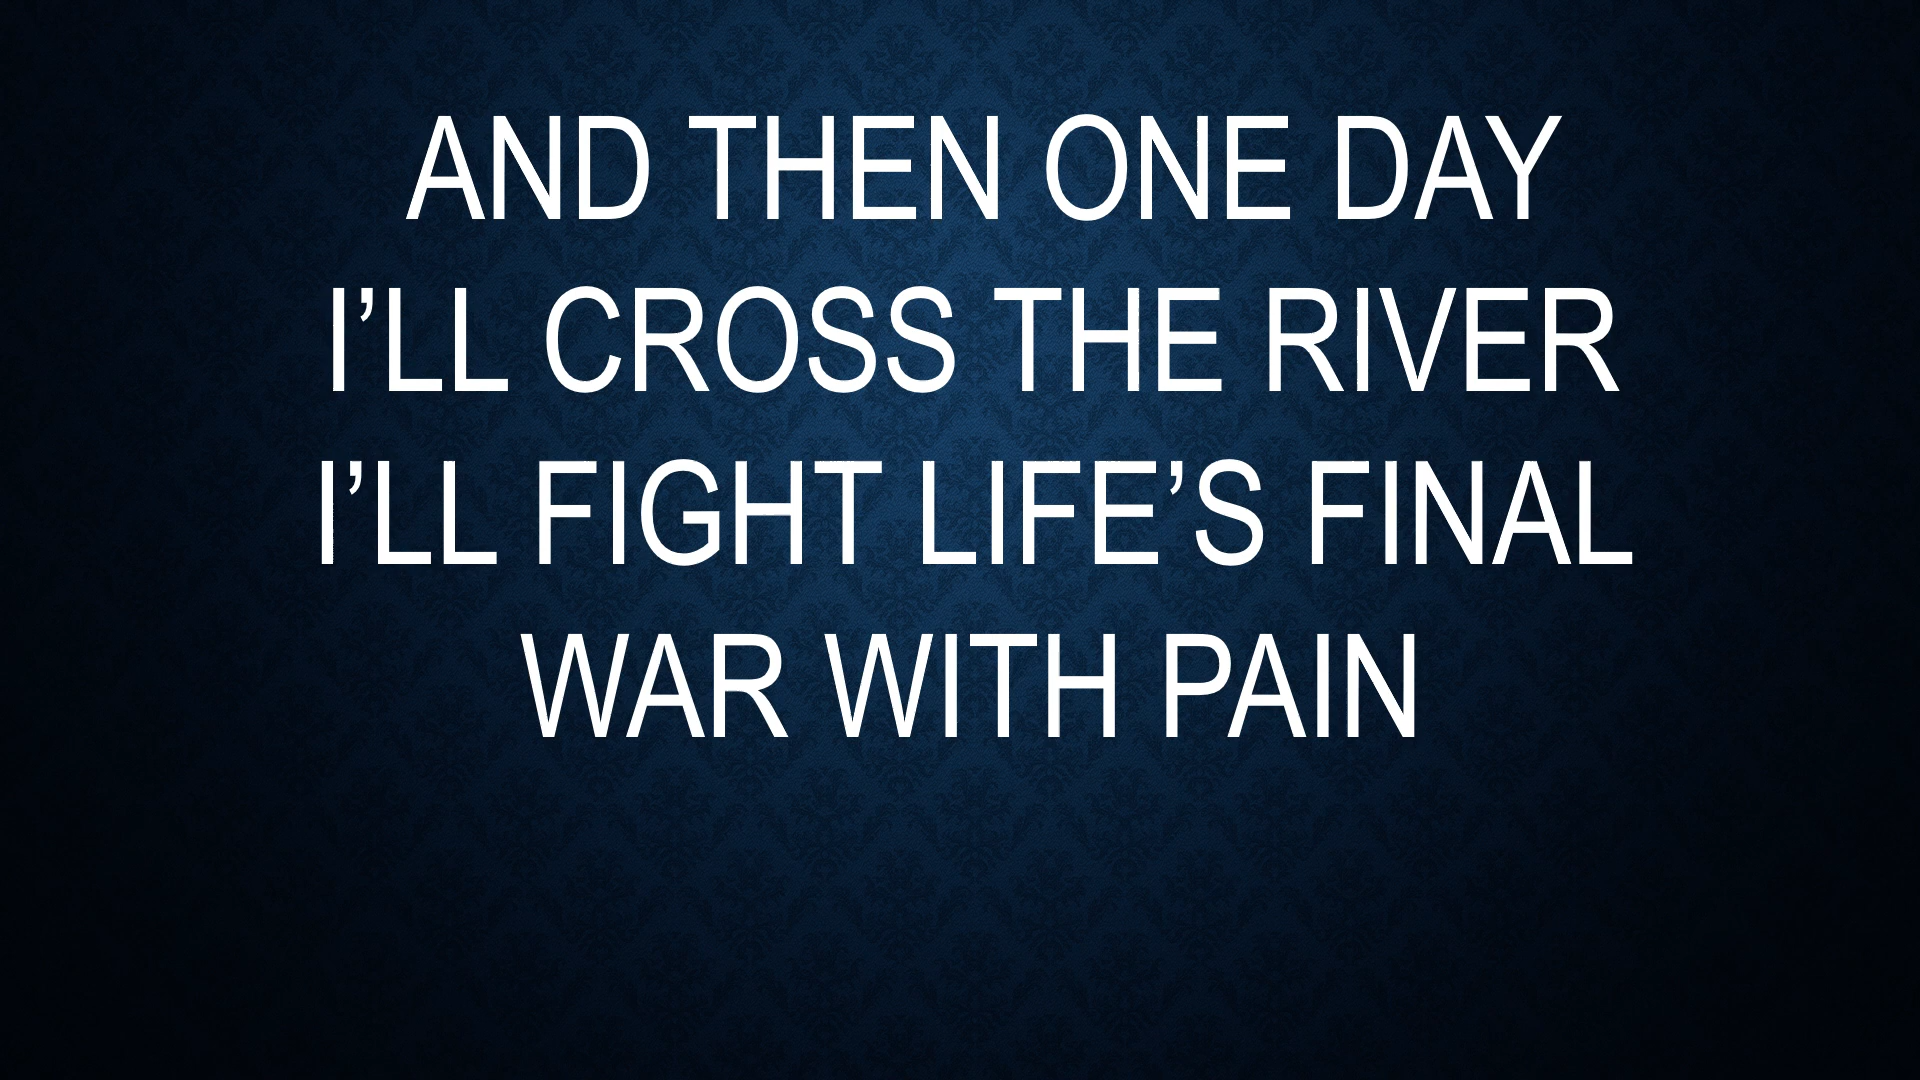 AND THEN ONE DAY
I’LL CROSS THE RIVER
I’LL FIGHT LIFE’S FINAL
WAR WITH PAIN